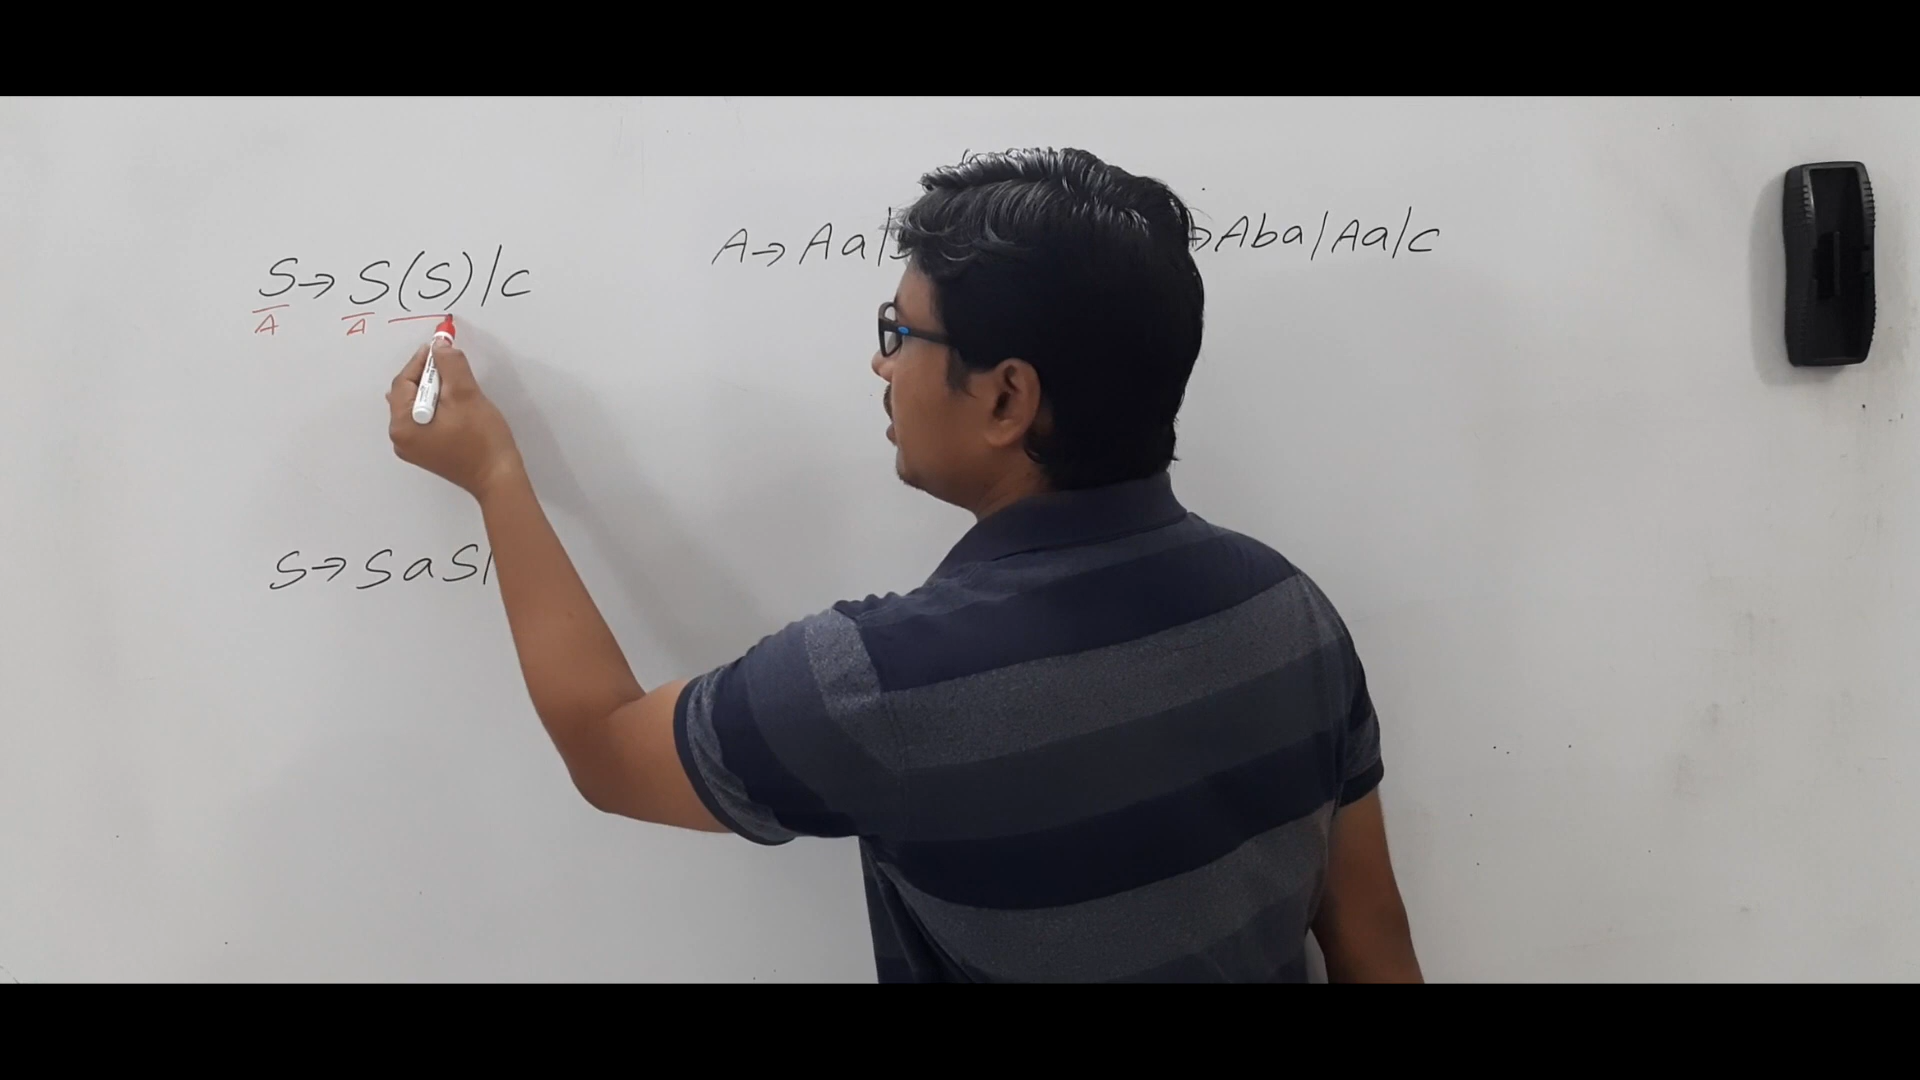 S→ S(S)/c
A A
A→ Aa/
→Aba/Aa/c
S→SaS/